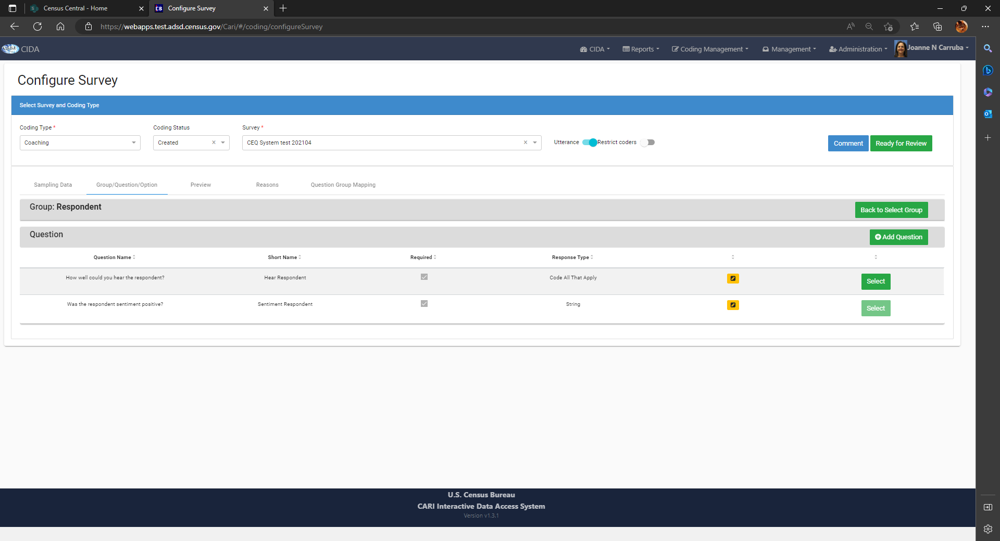 Census Central - Home
CB Configure Survey
https://webapps.test.adsd.census.gov/Cari/#/coding/configureSurvey
CIDA
CIDA
Reports
Coding Management
Management
Administration
Joanne N Carruba
Configure Survey
Select Survey and Coding Type
Coding Type *
Coding Status
Survey *
Coaching
Created
CEQ System test 202104
Utterance
Restrict coders
Comment
Ready for Review
Sampling Data
Group/Question/Option
Preview
Reasons
Question Group Mapping
Group: Respondent
Back to Select Group
Question
Add Question
Question Name
Short Name
Required
Response Type
How well could you hear the respondent?
Hear Respondent
Code All That Apply
Select
Was the respondent sentiment positive?
Sentiment Respondent
String
Select
U.S. Census Bureau
CARI Interactive Data Access System
Version v1.3.1